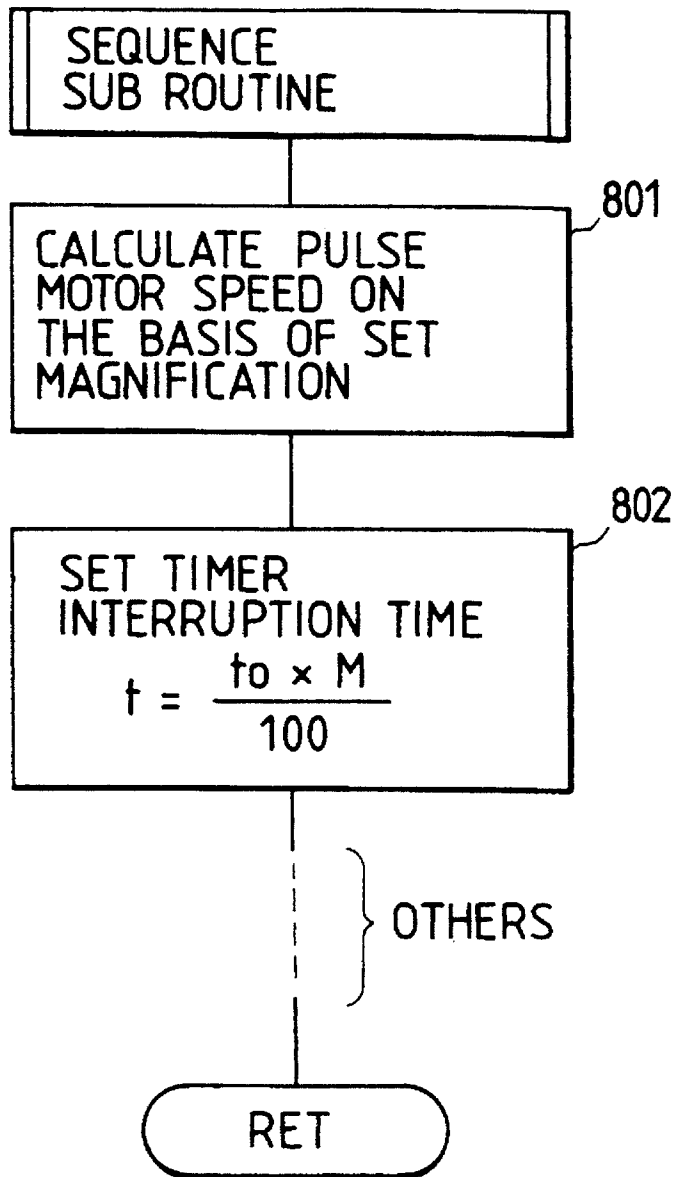 SEQUENCE
SUB ROUTINE
801
CALCULATE PULSE
MOTOR SPEED ON
THE BASIS OF SET
MAGNIFICATION
802
SET TIMER
INTERRUPTION TIME
t = to × M
100
OTHERS
RET